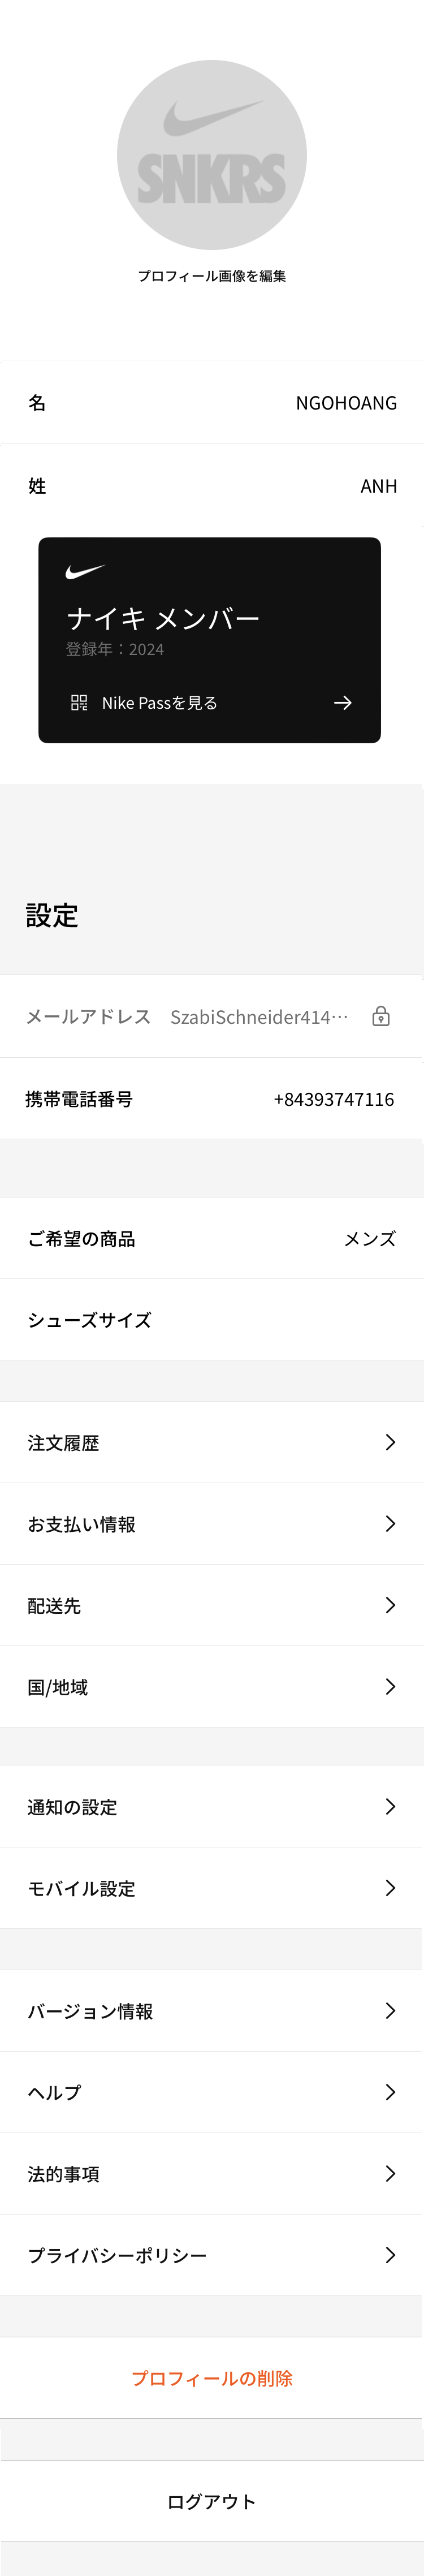 SNKRS
プロフィール画像を編集
名 NGOHOANG
姓 ANH
ナイキ メンバー
登録年：2024
Nike Passを見る
設定
メールアドレス SzabiSchneider414…
携帯電話番号 +84393747116
ご希望の商品 メンズ
シューズサイズ
注文履歴
お支払い情報
配送先
国/地域
通知の設定
モバイル設定
バージョン情報
ヘルプ
法的事項
プライバシーポリシー
プロフィールの削除
ログアウト